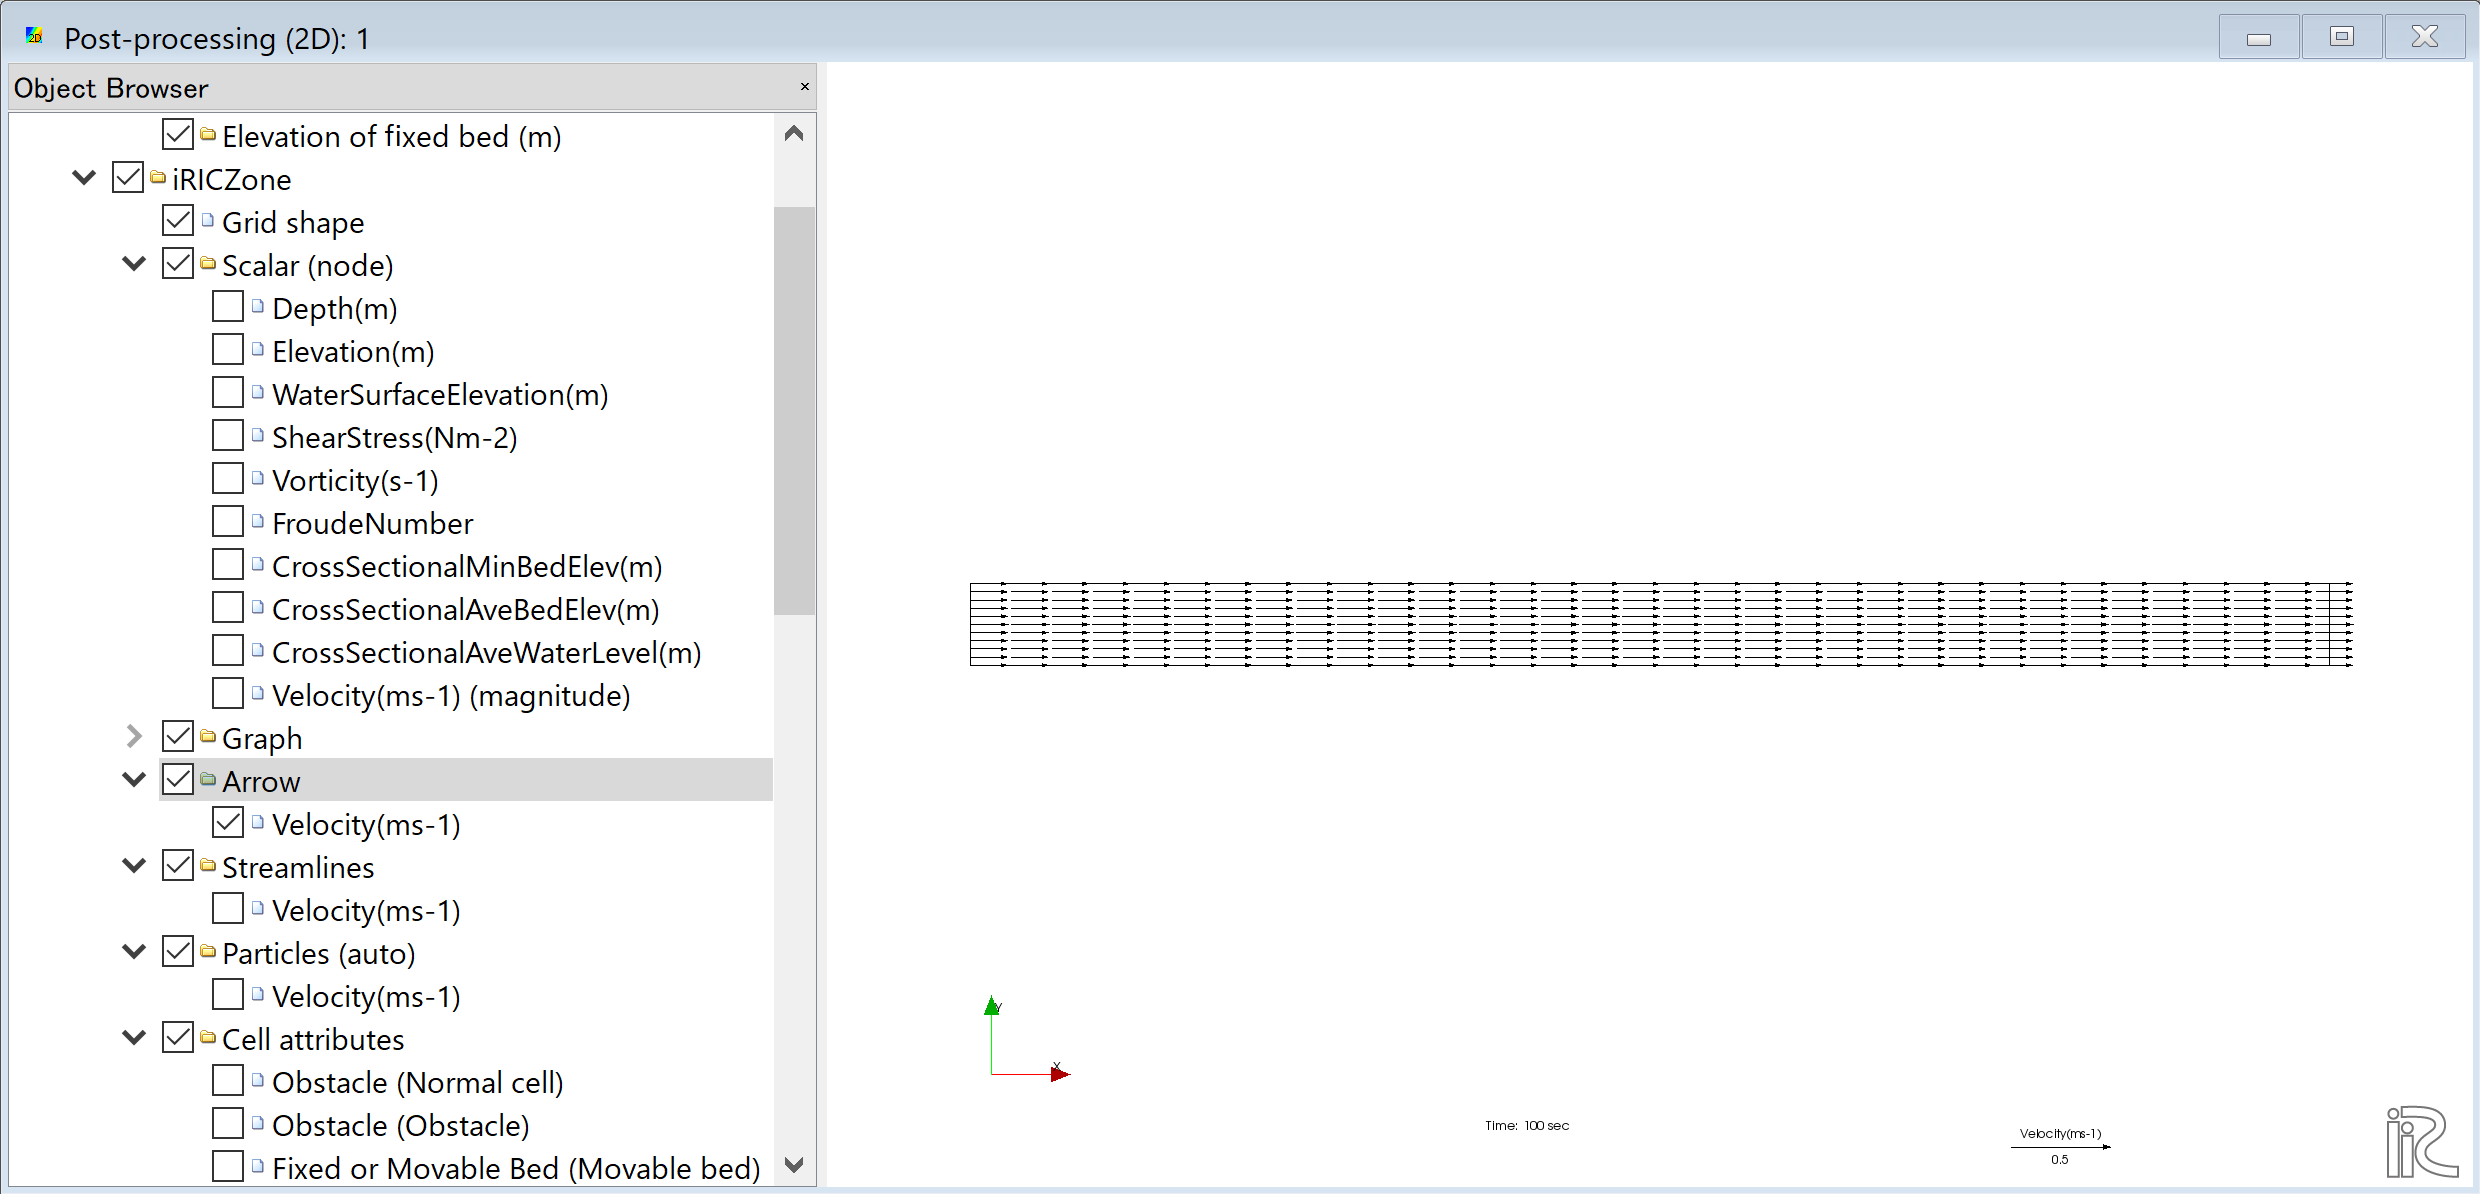 2D Post-processing (2D): 1
Object Browser
Elevation of fixed bed (m)
iRICZone
Grid shape
Scalar (node)
Depth(m)
Elevation(m)
WaterSurfaceElevation(m)
ShearStress(Nm-2)
Vorticity(s-1)
FroudeNumber
CrossSectionalMinBedElev(m)
CrossSectionalAveBedElev(m)
CrossSectionalAveWaterLevel(m)
Velocity(ms-1) (magnitude)
Graph
Arrow
Velocity(ms-1)
Streamlines
Velocity(ms-1)
Particles (auto)
Velocity(ms-1)
Cell attributes
Obstacle (Normal cell)
Obstacle (Obstacle)
Fixed or Movable Bed (Movable bed)
Y
X
Time: 100 sec
Velocity(ms-1)
0.5
iRIC